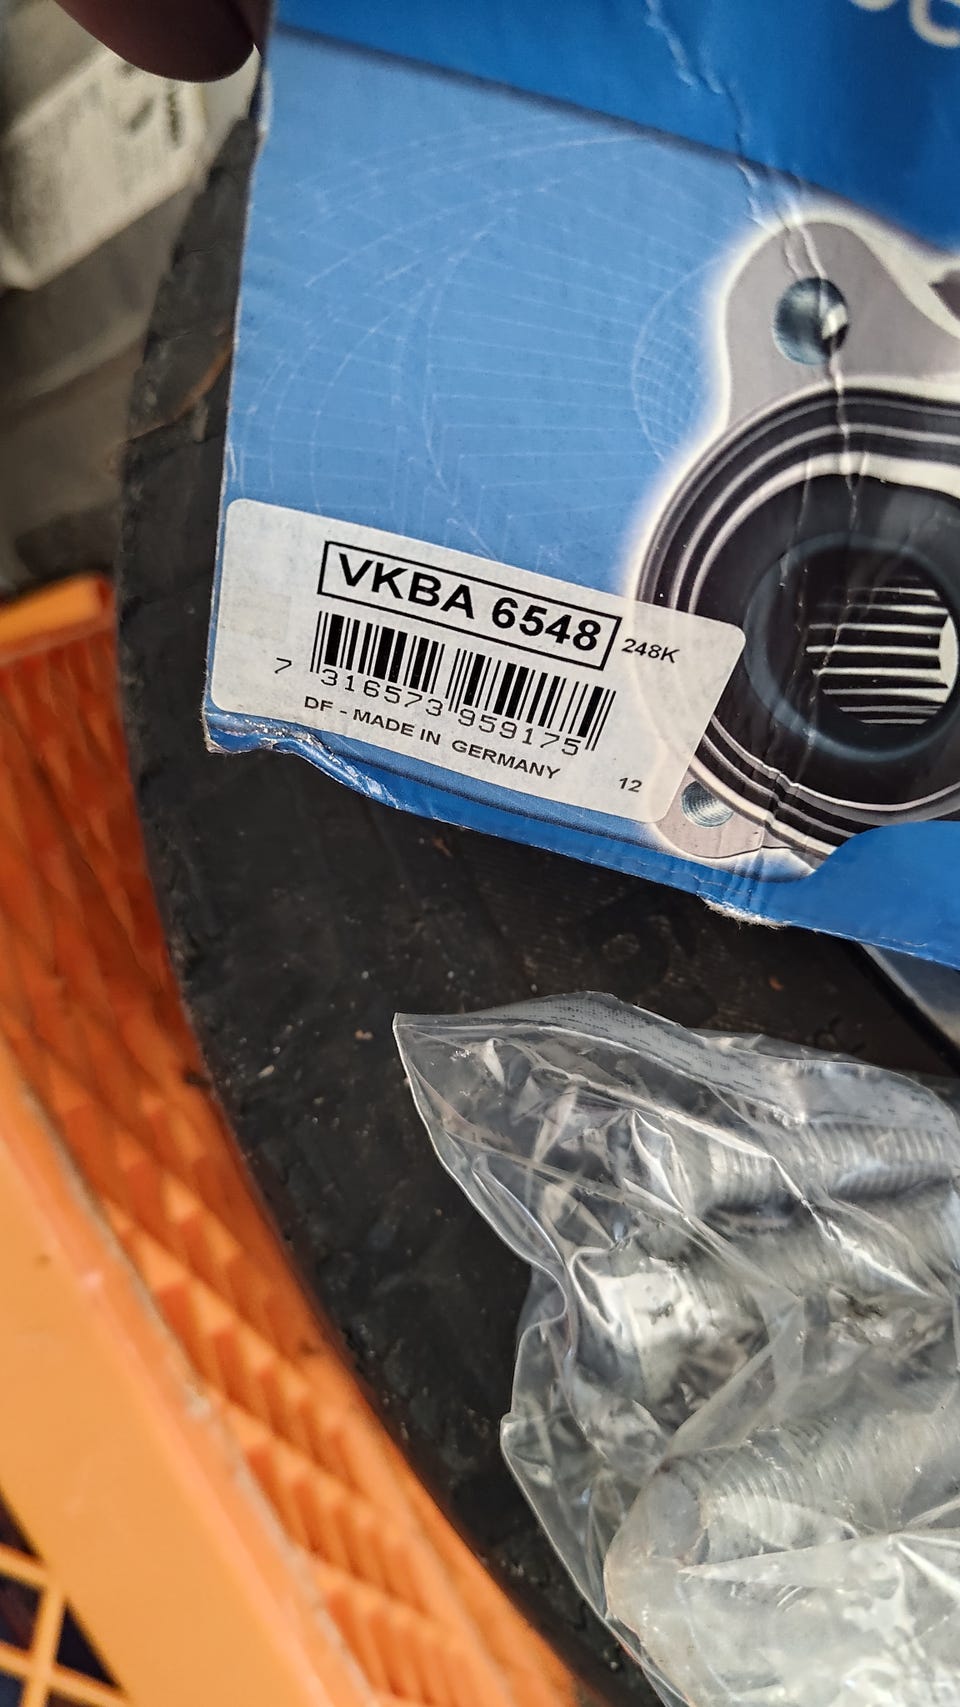 VKBA 6548 248K
7 316573 959175
DF - MADE IN GERMANY
12